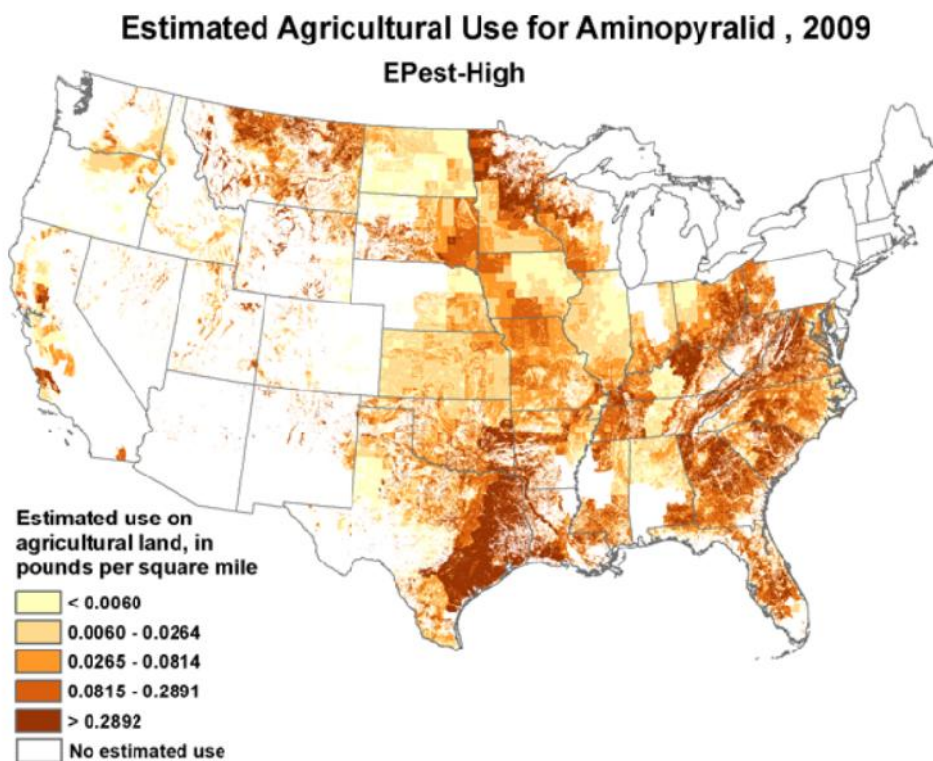 Estimated Agricultural Use for Aminopyralid , 2009
EPest-High
Estimated use on
agricultural land, in
pounds per square mile
< 0.0060
0.0060 - 0.0264
0.0265 - 0.0814
0.0815 - 0.2891
> 0.2892
No estimated use